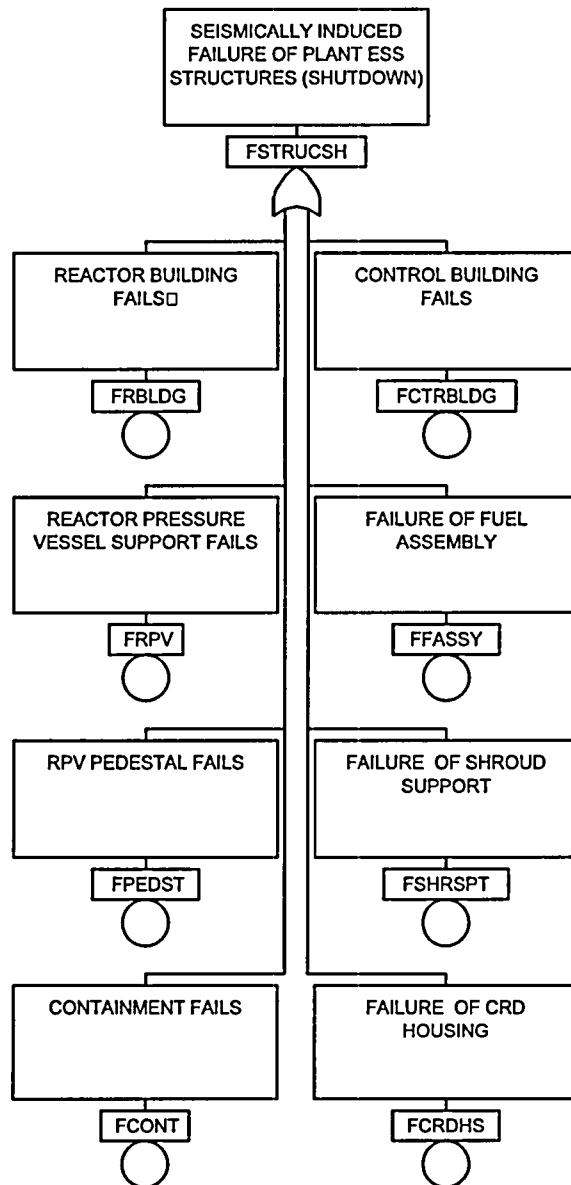 SEISMICALLY INDUCED
FAILURE OF PLANT ESS
STRUCTURES (SHUTDOWN)
FSTRUCSH
REACTOR BUILDING
FAILS□
FRBLDG
CONTROL BUILDING
FAILS
FCTRBLDG
REACTOR PRESSURE
VESSEL SUPPORT FAILS
FRPV
FAILURE OF FUEL
ASSEMBLY
FFASSY
RPV PEDESTAL FAILS
FPEDST
FAILURE OF SHROUD
SUPPORT
FSHRSPT
CONTAINMENT FAILS
FCONT
FAILURE OF CRD
HOUSING
FCRDHS